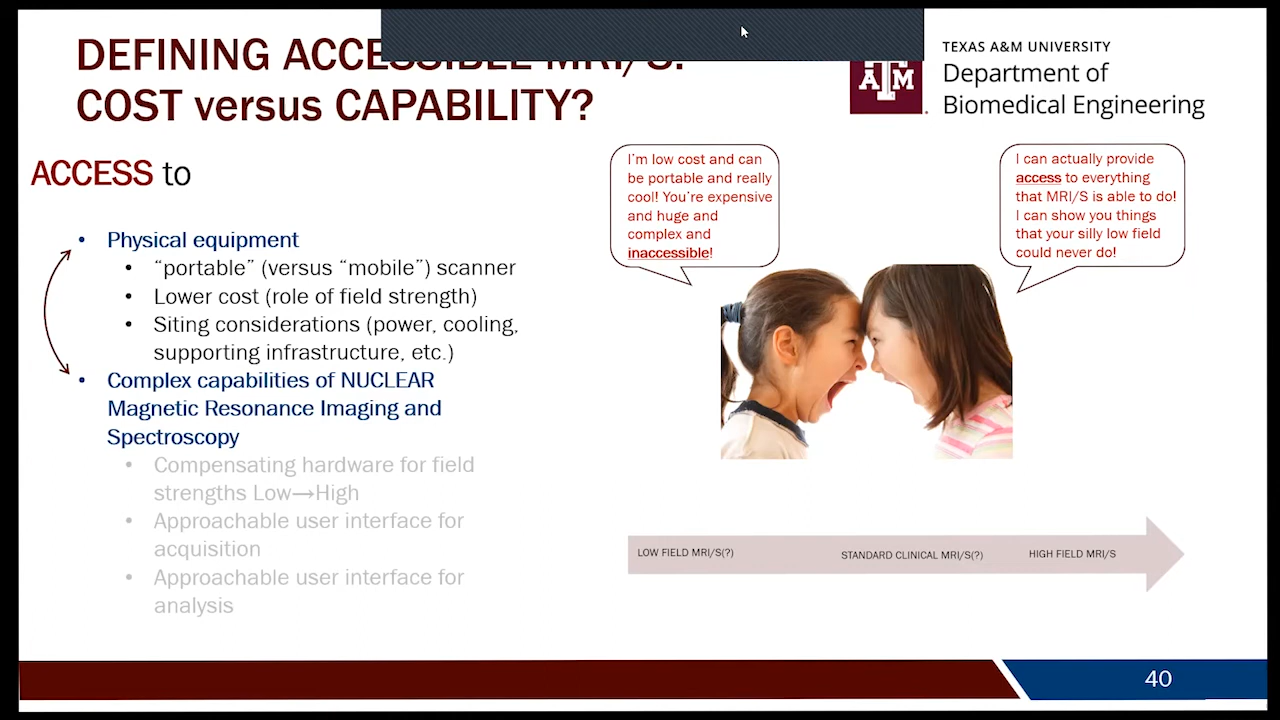 DEFINING ACCESSIBLE MRI/S:
COST versus CAPABILITY?
TEXAS A&M UNIVERSITY
Department of
Biomedical Engineering
A|M
ACCESS to
• Physical equipment
• “portable” (versus “mobile”) scanner
• Lower cost (role of field strength)
• Siting considerations (power, cooling,
supporting infrastructure, etc.)
• Complex capabilities of NUCLEAR
Magnetic Resonance Imaging and
Spectroscopy
• Compensating hardware for field
strengths Low→High
• Approachable user interface for
acquisition
• Approachable user interface for
analysis
I'm low cost and can
be portable and really
cool! You're expensive
and huge and
complex and
inaccessible!
I can actually provide
access to everything
that MRI/S is able to do!
I can show you things
that your silly low field
could never do!
LOW FIELD MRI/S(?)
STANDARD CLINICAL MRI/S(?)
HIGH FIELD MRI/S
40